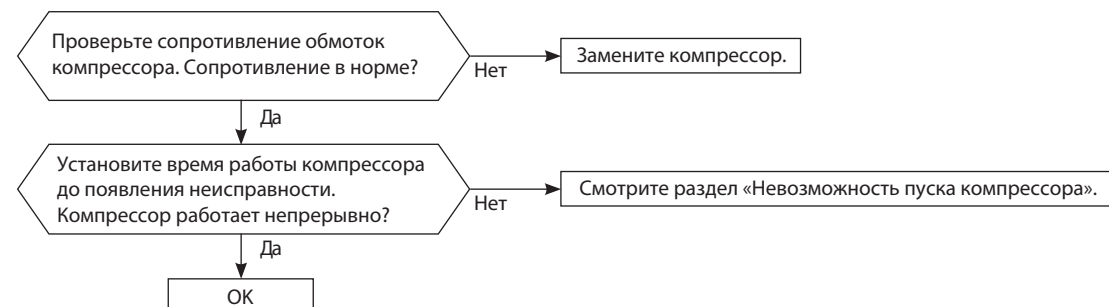 Проверьте сопротивление обмоток
компрессора. Сопротивление в норме?
Нет
Замените компрессор.
Да
Установите время работы компрессора
до появления неисправности.
Компрессор работает непрерывно?
Нет
Смотрите раздел «Невозможность пуска компрессора».
Да
OK